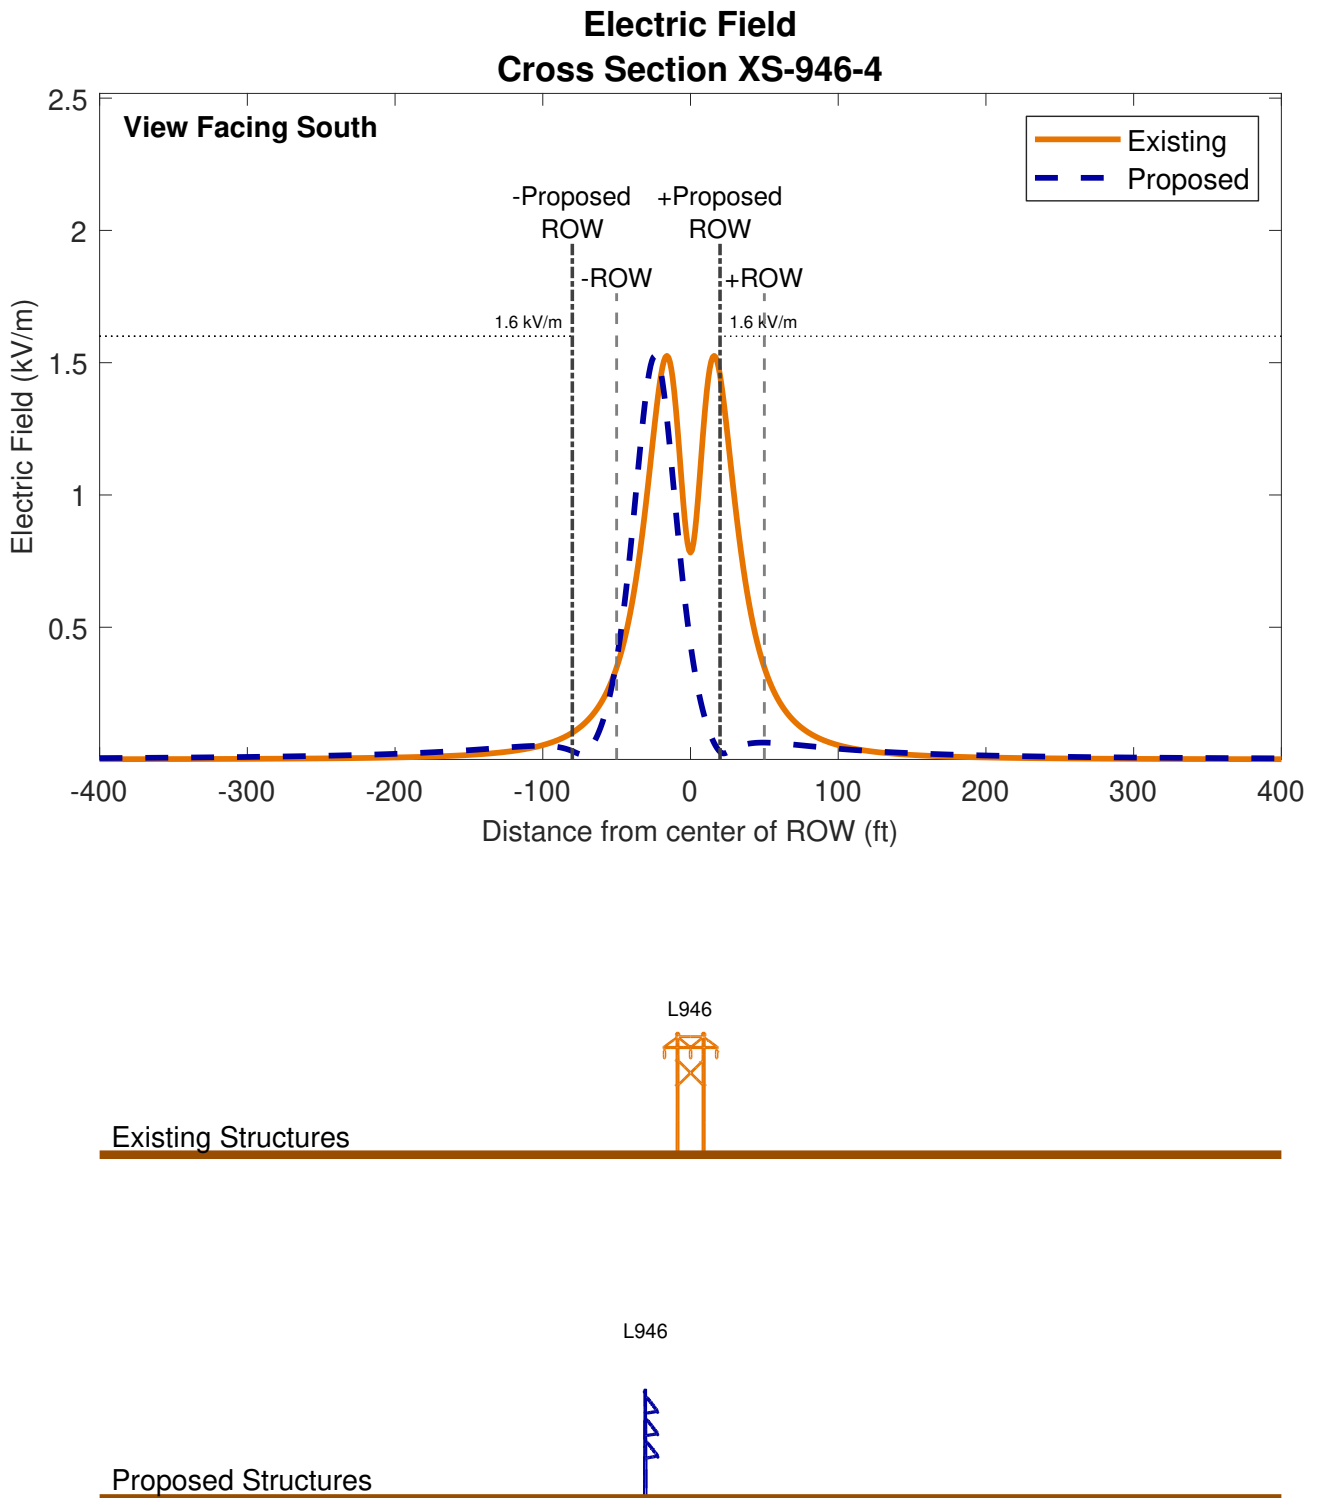 Electric Field
Cross Section XS-946-4
View Facing South
Existing
Proposed
-Proposed
ROW
+Proposed
ROW
-ROW
+ROW
1.6 kV/m
1.6 kV/m
2.5
2
1.5
1
0.5
Electric Field (kV/m)
-400
-300
-200
-100
0
100
200
300
400
Distance from center of ROW (ft)
L946
Existing Structures
L946
Proposed Structures